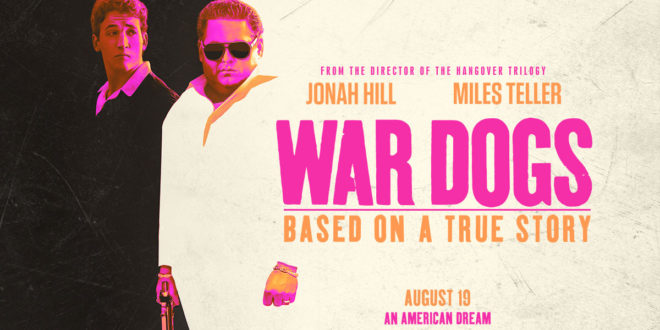 FROM THE DIRECTOR OF THE HANGOVER TRILOGY
JONAH HILL MILES TELLER
WAR DOGS
BASED ON A TRUE STORY
AUGUST 19
AN AMERICAN DREAM